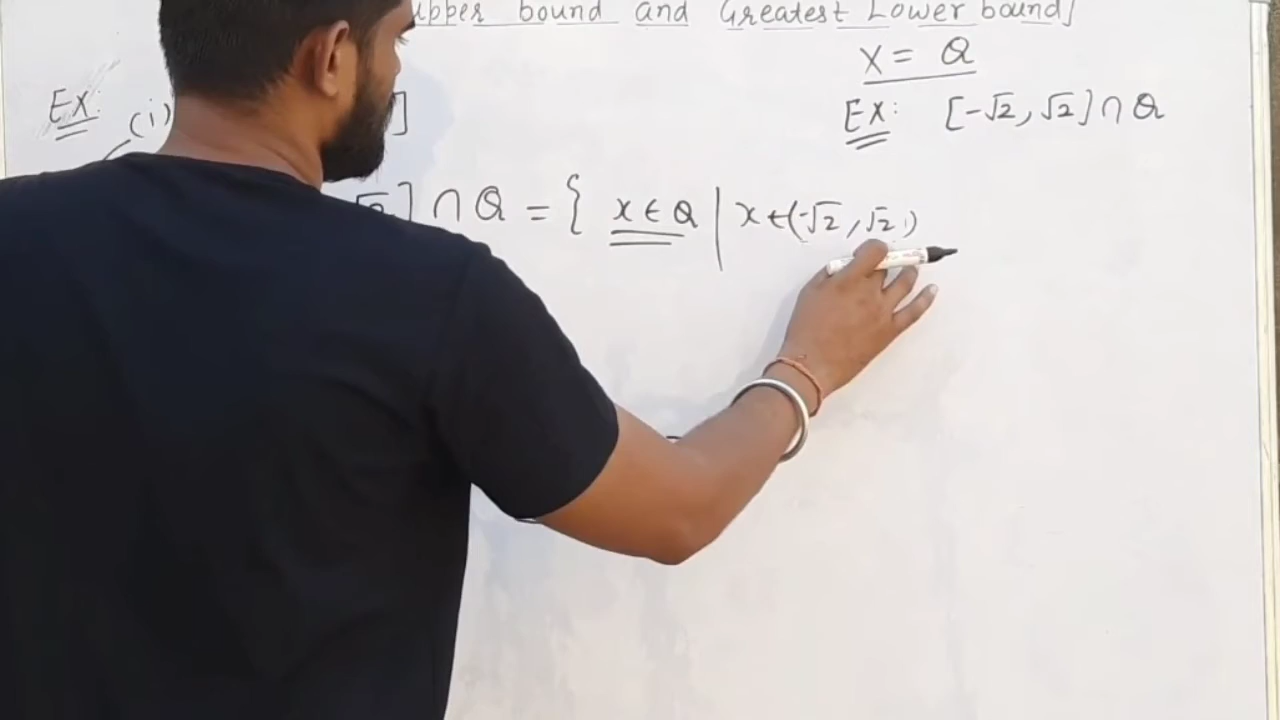 upper bound and Greatest Lower bound]
X = Q
Ex: (i) ]
Ex: [-√2, √2] ∩ Q
√2] ∩ Q = { x ∈ Q | x ∈ (-√2, √2)